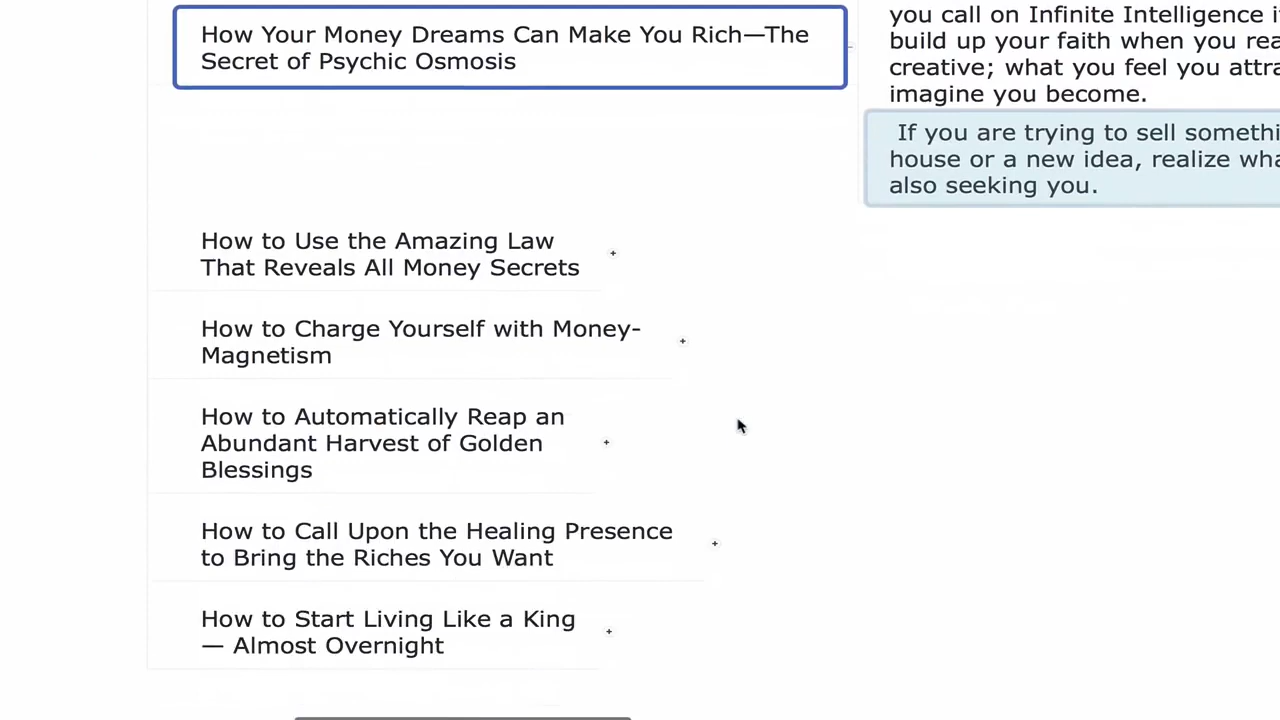 How Your Money Dreams Can Make You Rich—The
Secret of Psychic Osmosis
How to Use the Amazing Law
That Reveals All Money Secrets
How to Charge Yourself with Money-
Magnetism
How to Automatically Reap an
Abundant Harvest of Golden
Blessings
How to Call Upon the Healing Presence
to Bring the Riches You Want
How to Start Living Like a King
— Almost Overnight
you call on Infinite Intelligence
build up your faith when you
creative; what you feel you
imagine you become.
If you are trying to sell
house or a new idea, realize
also seeking you.